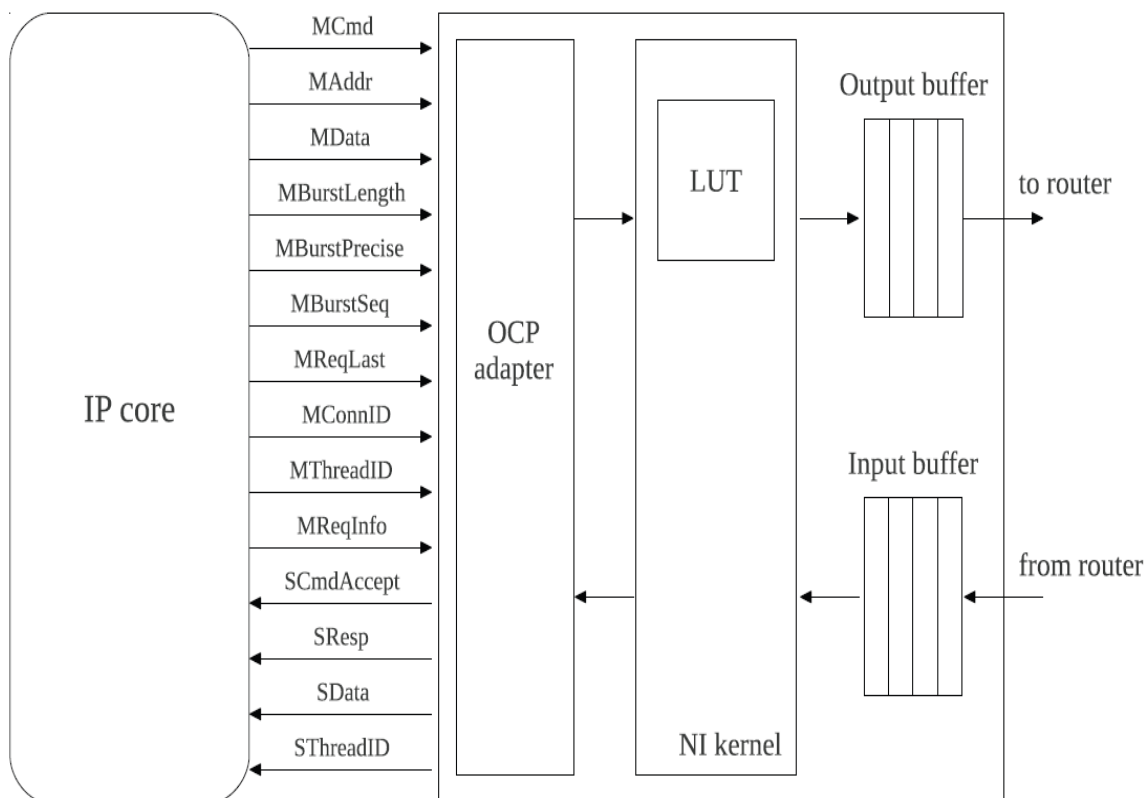 MCmd
MAddr
MData
MBurstLength
MBurstPrecise
MBurstSeq
MReqLast
MConnID
MThreadID
MReqInfo
SCmdAccept
SResp
SData
SThreadID
IP core
OCP
adapter
LUT
NI kernel
Output buffer
to router
Input buffer
from router